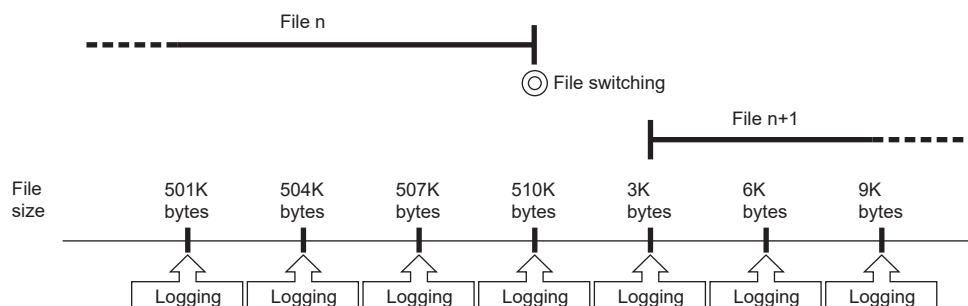 File n
File switching
File n+1
File
size
501K
bytes
504K
bytes
507K
bytes
510K
bytes
3K
bytes
6K
bytes
9K
bytes
Logging
Logging
Logging
Logging
Logging
Logging
Logging